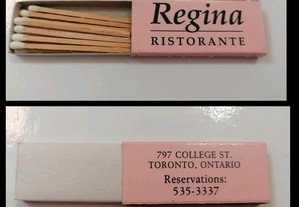 Regina
RISTORANTE
797 COLLEGE ST.
TORONTO, ONTARIO
Reservations:
535-3337